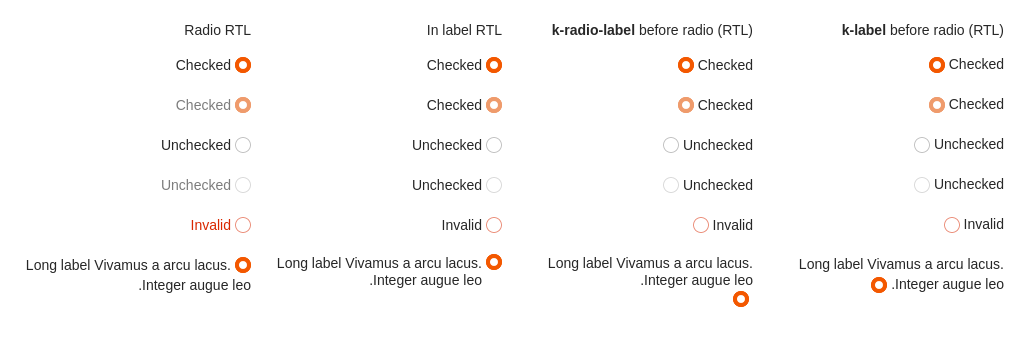 Radio RTL
Checked
Checked
Unchecked
Unchecked
Invalid
Long label Vivamus a arcu lacus.
.Integer augue leo
In label RTL
Checked
Checked
Unchecked
Unchecked
Invalid
Long label Vivamus a arcu lacus.
.Integer augue leo
k-radio-label before radio (RTL)
Checked
Checked
Unchecked
Unchecked
Invalid
Long label Vivamus a arcu lacus.
.Integer augue leo
k-label before radio (RTL)
Checked
Checked
Unchecked
Unchecked
Invalid
Long label Vivamus a arcu lacus.
.Integer augue leo